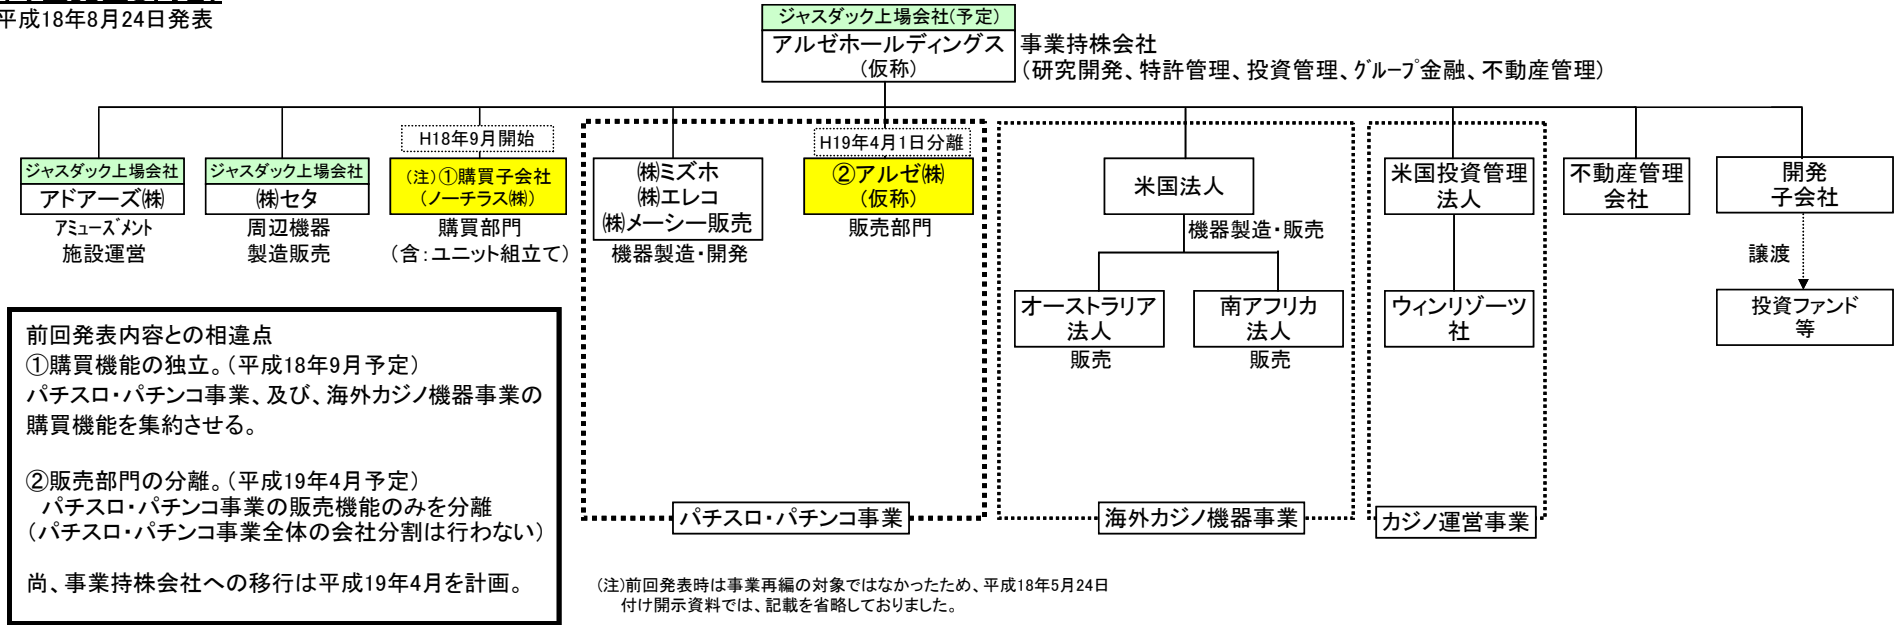 平成18年8月24日発表
ジャスダック上場会社(予定)
アルゼホールディングス
(仮称)
事業持株会社
(研究開発、特許管理、投資管理、グループ金融、不動産管理)
H18年9月開始
H19年4月1日分離
ジャスダック上場会社
アドアーズ㈱
アミューズメント
施設運営
ジャスダック上場会社
㈱セタ
周辺機器
製造販売
(注)①購買子会社
(ノーチラス㈱)
購買部門
(含:ユニット組立て)
㈱ミズホ
㈱エレコ
㈱メーシー販売
機器製造・開発
②アルゼ㈱
(仮称)
販売部門
米国法人
機器製造・販売
オーストラリア
法人
販売
南アフリカ
法人
販売
米国投資管理
法人
ウィンリゾーツ
社
不動産管理
会社
開発
子会社
譲渡
投資ファンド
等
パチスロ・パチンコ事業
海外カジノ機器事業
カジノ運営事業
前回発表内容との相違点
①購買機能の独立。(平成18年9月予定)
パチスロ・パチンコ事業、及び、海外カジノ機器事業の
購買機能を集約させる。
②販売部門の分離。(平成19年4月予定)
パチスロ・パチンコ事業の販売機能のみを分離
(パチスロ・パチンコ事業全体の会社分割は行わない)
尚、事業持株会社への移行は平成19年4月を計画。
(注)前回発表時は事業再編の対象ではなかったため、平成18年5月24日
付け開示資料では、記載を省略しておりました。